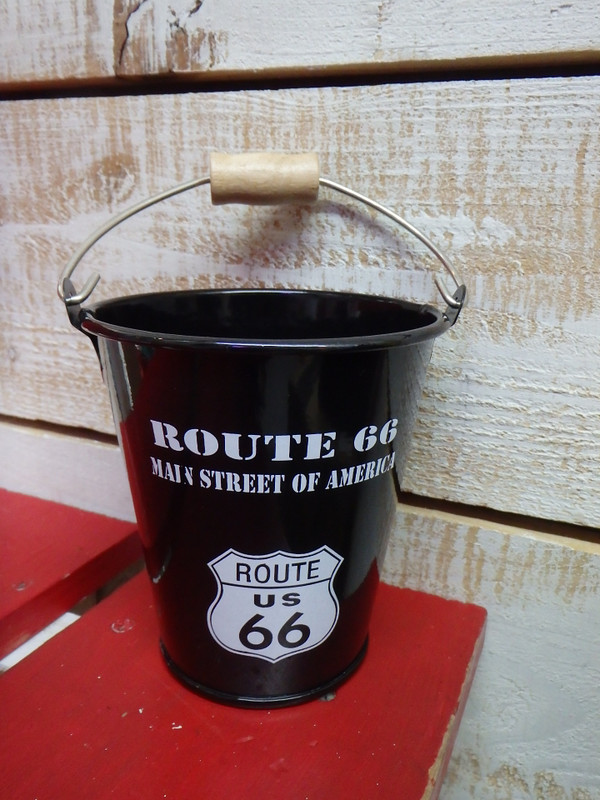 ROUTE 66
MAIN STREET OF AMERICA
ROUTE
US
66